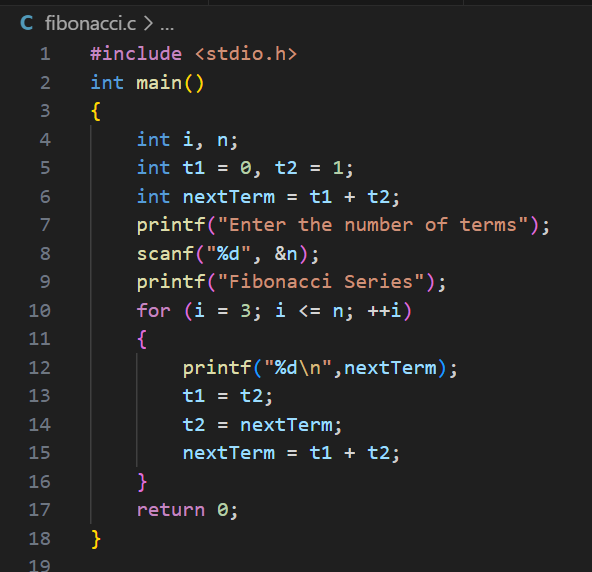 C fibonacci.c > ...
1 #include <stdio.h>
2 int main()
3 {
4     int i, n;
5     int t1 = 0, t2 = 1;
6     int nextTerm = t1 + t2;
7     printf("Enter the number of terms");
8     scanf("%d", &n);
9     printf("Fibonacci Series");
10     for (i = 3; i <= n; ++i)
11     {
12         printf("%d\n",nextTerm);
13         t1 = t2;
14         t2 = nextTerm;
15         nextTerm = t1 + t2;
16     }
17     return 0;
18 }
19